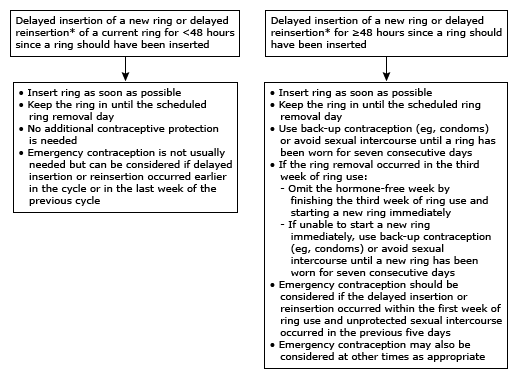 Delayed insertion of a new ring or delayed
reinsertion* of a current ring for <48 hours
since a ring should have been inserted
• Insert ring as soon as possible
• Keep the ring in until the scheduled
ring removal day
• No additional contraceptive protection
is needed
• Emergency contraception is not usually
needed but can be considered if delayed
insertion or reinsertion occurred earlier
in the cycle or in the last week of the
previous cycle
Delayed insertion of a new ring or delayed
reinsertion* for ≥48 hours since a ring should
have been inserted
• Insert ring as soon as possible
• Keep the ring in until the scheduled ring
removal day
• Use back-up contraception (eg, condoms)
or avoid sexual intercourse until a ring has
been worn for seven consecutive days
• If the ring removal occurred in the third
week of ring use:
- Omit the hormone-free week by
finishing the third week of ring use and
starting a new ring immediately
- If unable to start a new ring
immediately, use back-up contraception
(eg, condoms) or avoid sexual
intercourse until a new ring has been
worn for seven consecutive days
• Emergency contraception should be
considered if the delayed insertion or
reinsertion occurred within the first week of
ring use and unprotected sexual intercourse
occurred in the previous five days
• Emergency contraception may also be
considered at other times as appropriate